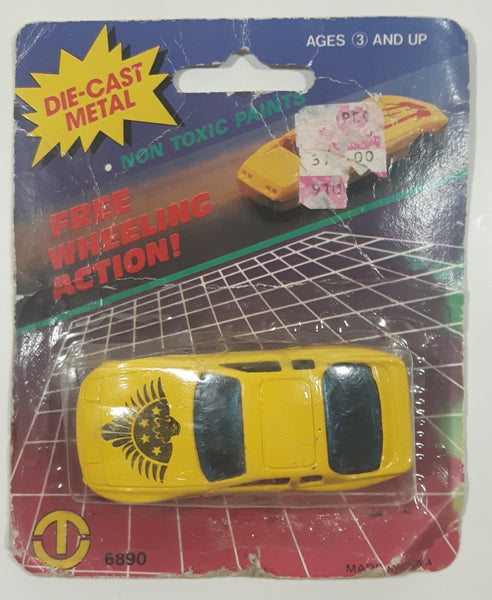 AGES ③ AND UP
DIE-CAST
METAL
NON TOXIC PAINTS
FREE
WHEELING
ACTION!
6890